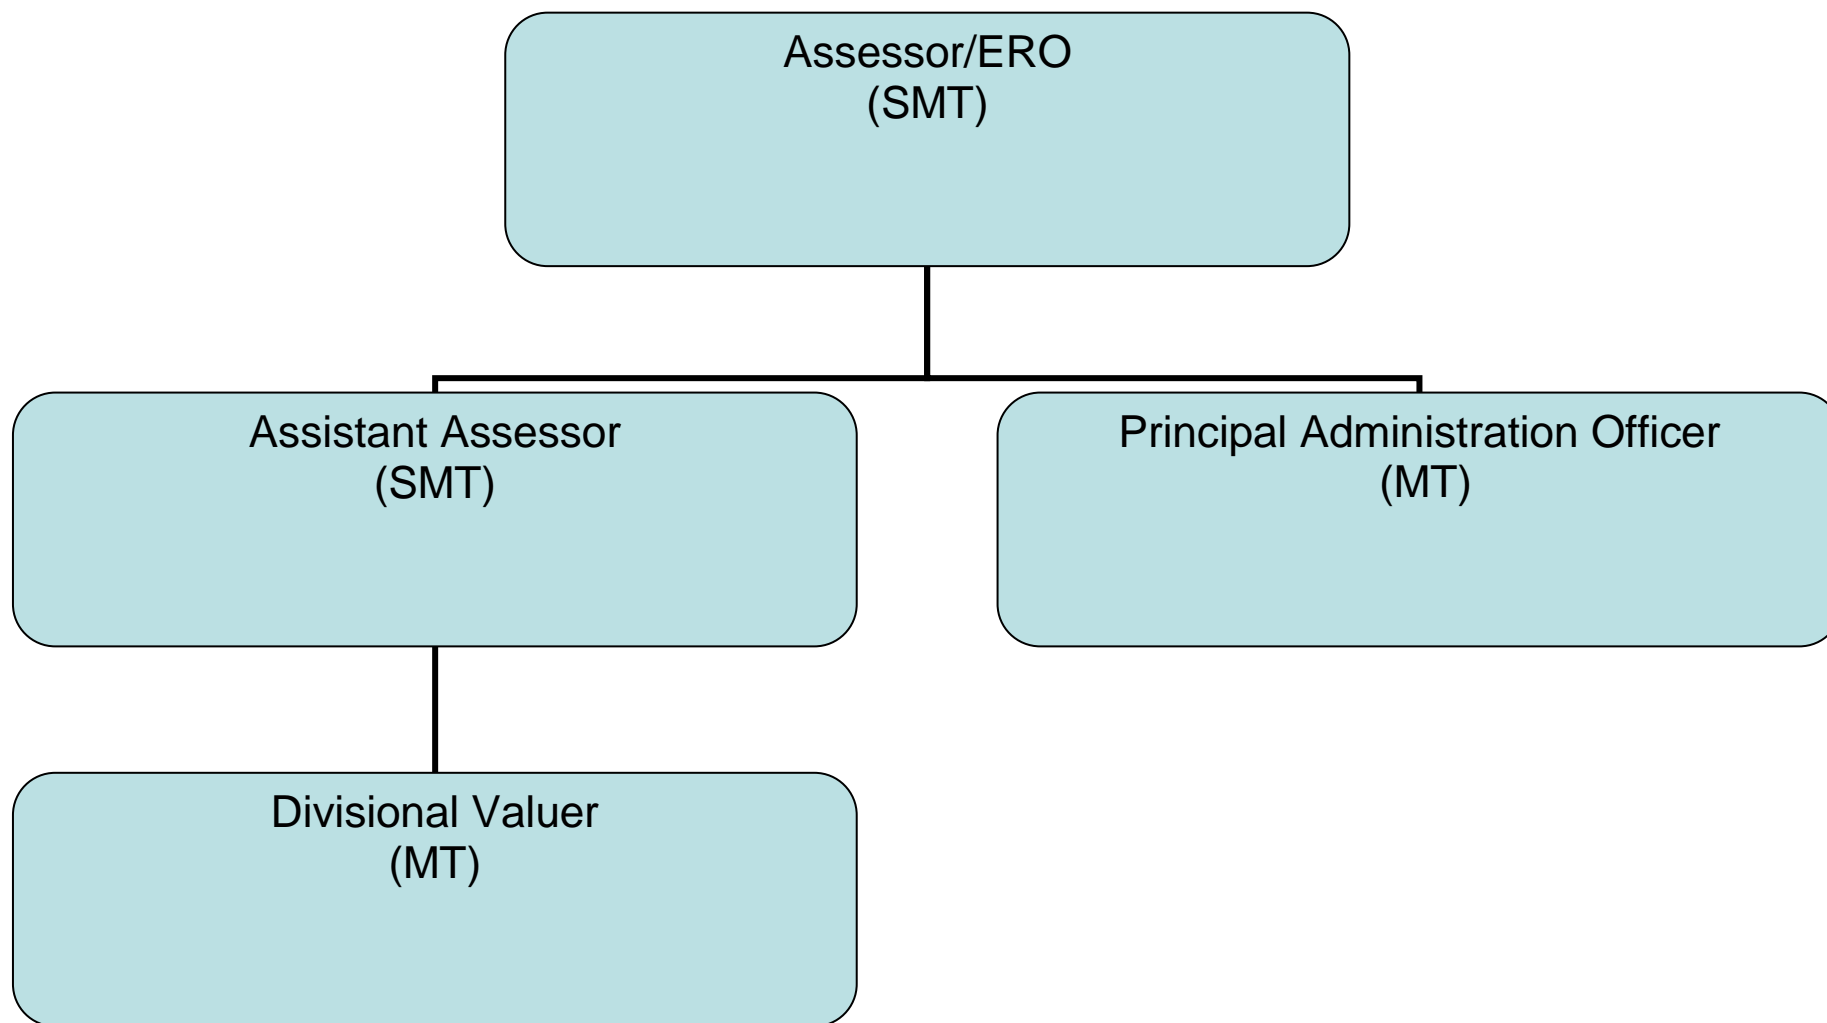 Assessor/ERO
(SMT)
Assistant Assessor
(SMT)
Principal Administration Officer
(MT)
Divisional Valuer
(MT)